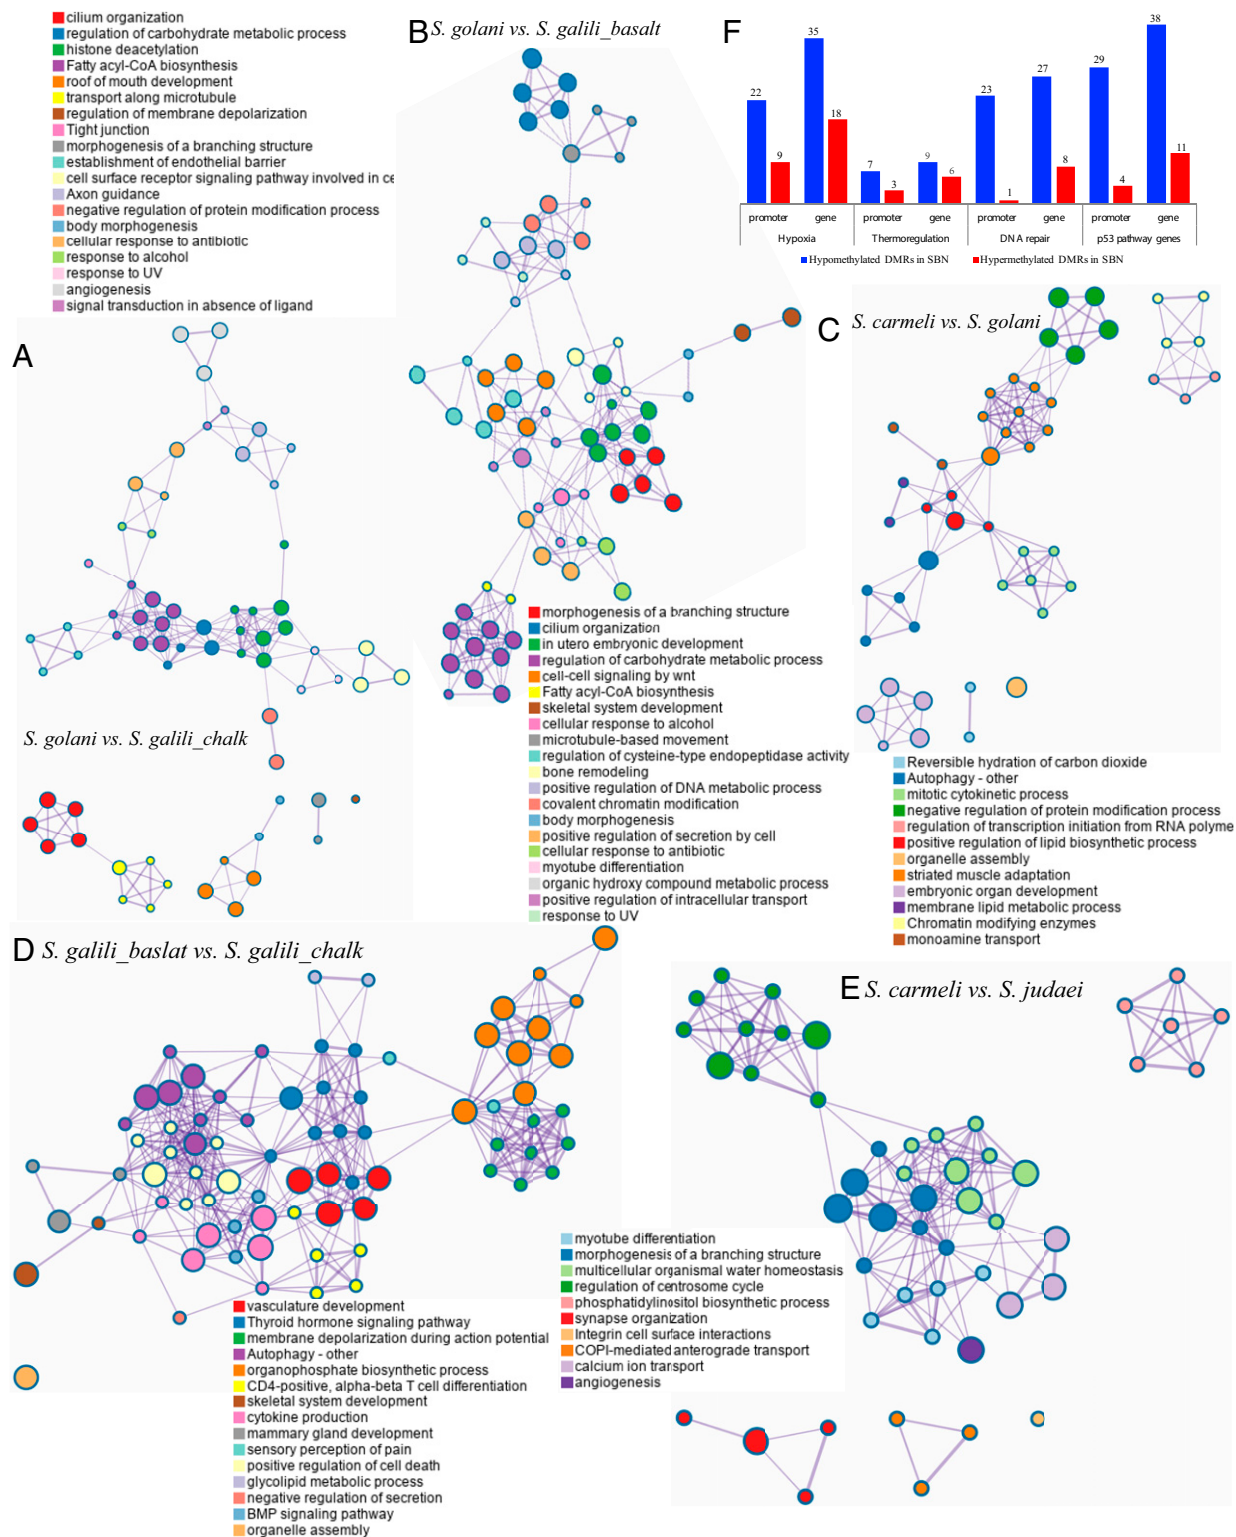 cilium organization
regulation of carbohydrate metabolic process
histone deacetylation
Fatty acyl-CoA biosynthesis
roof of mouth development
transport along microtubule
regulation of membrane depolarization
Tight junction
morphogenesis of a branching structure
establishment of endothelial barrier
cell surface receptor signaling pathway involved in ce
Axon guidance
negative regulation of protein modification process
body morphogenesis
cellular response to antibiotic
response to alcohol
response to UV
angiogenesis
signal transduction in absence of ligand
A
S. golani vs. S. galili_chalk
B S. golani vs. S. galili_basalt
morphogenesis of a branching structure
cilium organization
in utero embryonic development
regulation of carbohydrate metabolic process
cell-cell signaling by wnt
Fatty acyl-CoA biosynthesis
skeletal system development
cellular response to alcohol
microtubule-based movement
regulation of cysteine-type endopeptidase activity
bone remodeling
positive regulation of DNA metabolic process
covalent chromatin modification
body morphogenesis
positive regulation of secretion by cell
cellular response to antibiotic
myotube differentiation
organic hydroxy compound metabolic process
positive regulation of intracellular transport
response to UV
F
22 9 35 18 7 3 9 6 23 1 27 8 29 4 38 11
promoter gene promoter gene promoter gene promoter gene
Hypoxia Thermoregulation DNA repair p53 pathway genes
Hypomethylated DMRs in SBN Hypermethylated DMRs in SBN
C S. carmeli vs. S. golani
Reversible hydration of carbon dioxide
Autophagy - other
mitotic cytokinetic process
negative regulation of protein modification process
regulation of transcription initiation from RNA polyme
positive regulation of lipid biosynthetic process
organelle assembly
striated muscle adaptation
embryonic organ development
membrane lipid metabolic process
Chromatin modifying enzymes
monoamine transport
D S. galili_baslat vs. S. galili_chalk
vasculature development
Thyroid hormone signaling pathway
membrane depolarization during action potential
Autophagy - other
organophosphate biosynthetic process
CD4-positive, alpha-beta T cell differentiation
skeletal system development
cytokine production
mammary gland development
sensory perception of pain
positive regulation of cell death
glycolipid metabolic process
negative regulation of secretion
BMP signaling pathway
organelle assembly
E S. carmeli vs. S. judaei
myotube differentiation
morphogenesis of a branching structure
multicellular organismal water homeostasis
regulation of centrosome cycle
phosphatidylinositol biosynthetic process
synapse organization
Integrin cell surface interactions
COPI-mediated anterograde transport
calcium ion transport
angiogenesis